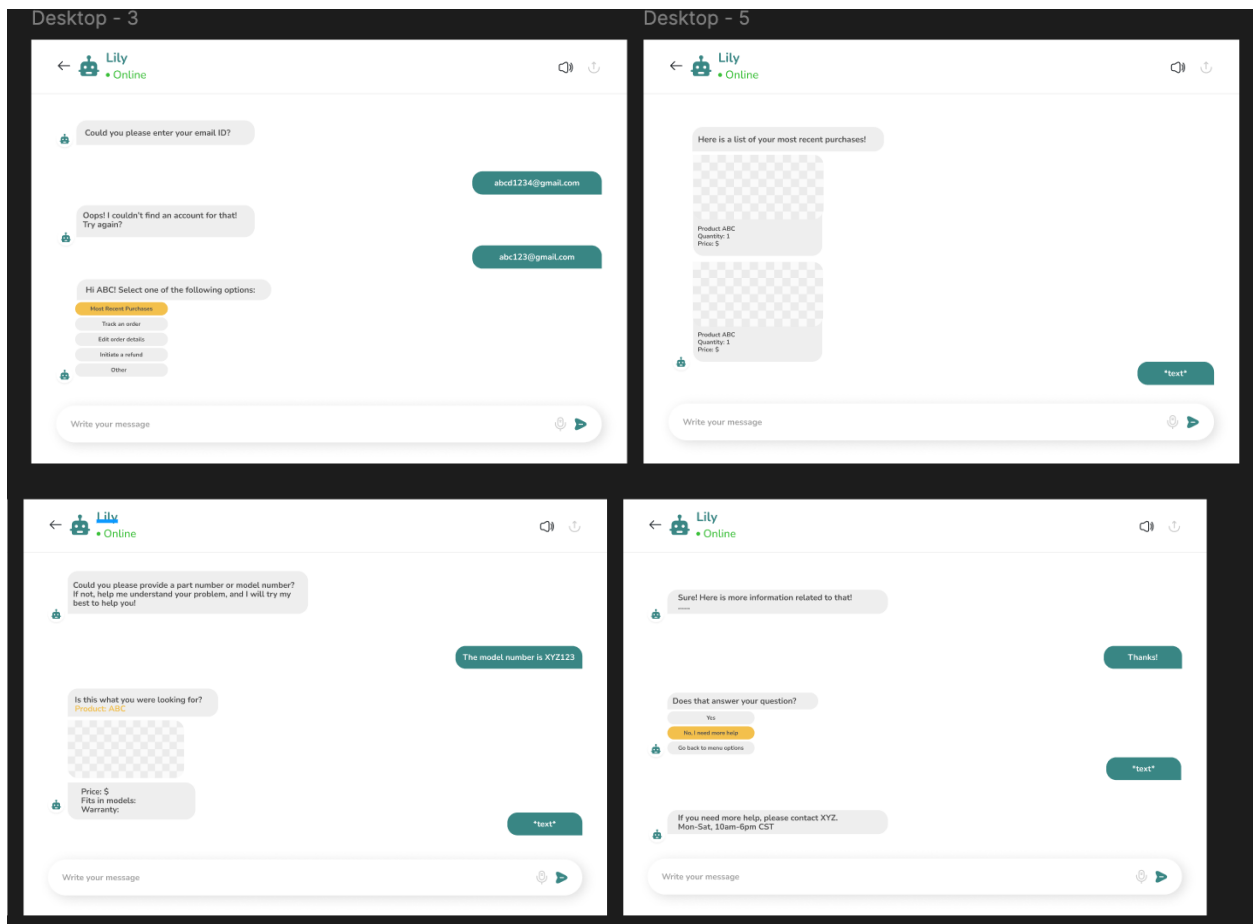 Desktop - 3
Lily
• Online
Could you please enter your email ID?
abcd1234@gmail.com
Oops! I couldn't find an account for that!
Try again?
abc123@gmail.com
Hi ABC! Select one of the following options:
Most Recent Purchases
Track an order
Edit order details
Initiate a refund
Other
Write your message
Desktop - 5
Lily
• Online
Here is a list of your most recent purchases!
Product ABC
Quantity: 1
Price: $
Product ABC
Quantity: 1
Price: $
*text*
Write your message
Lily
• Online
Could you please provide a part number or model number?
If not, help me understand your problem, and I will try my
best to help you!
The model number is XYZ123
Is this what you were looking for?
Product: ABC
Price: $
Fits in models:
Warranty:
*text*
Write your message
Lily
• Online
Sure! Here is more information related to that!
.....
Thanks!
Does that answer your question?
Yes
No, I need more help
Go back to menu options
*text*
If you need more help, please contact XYZ.
Mon-Sat, 10am-6pm CST
Write your message